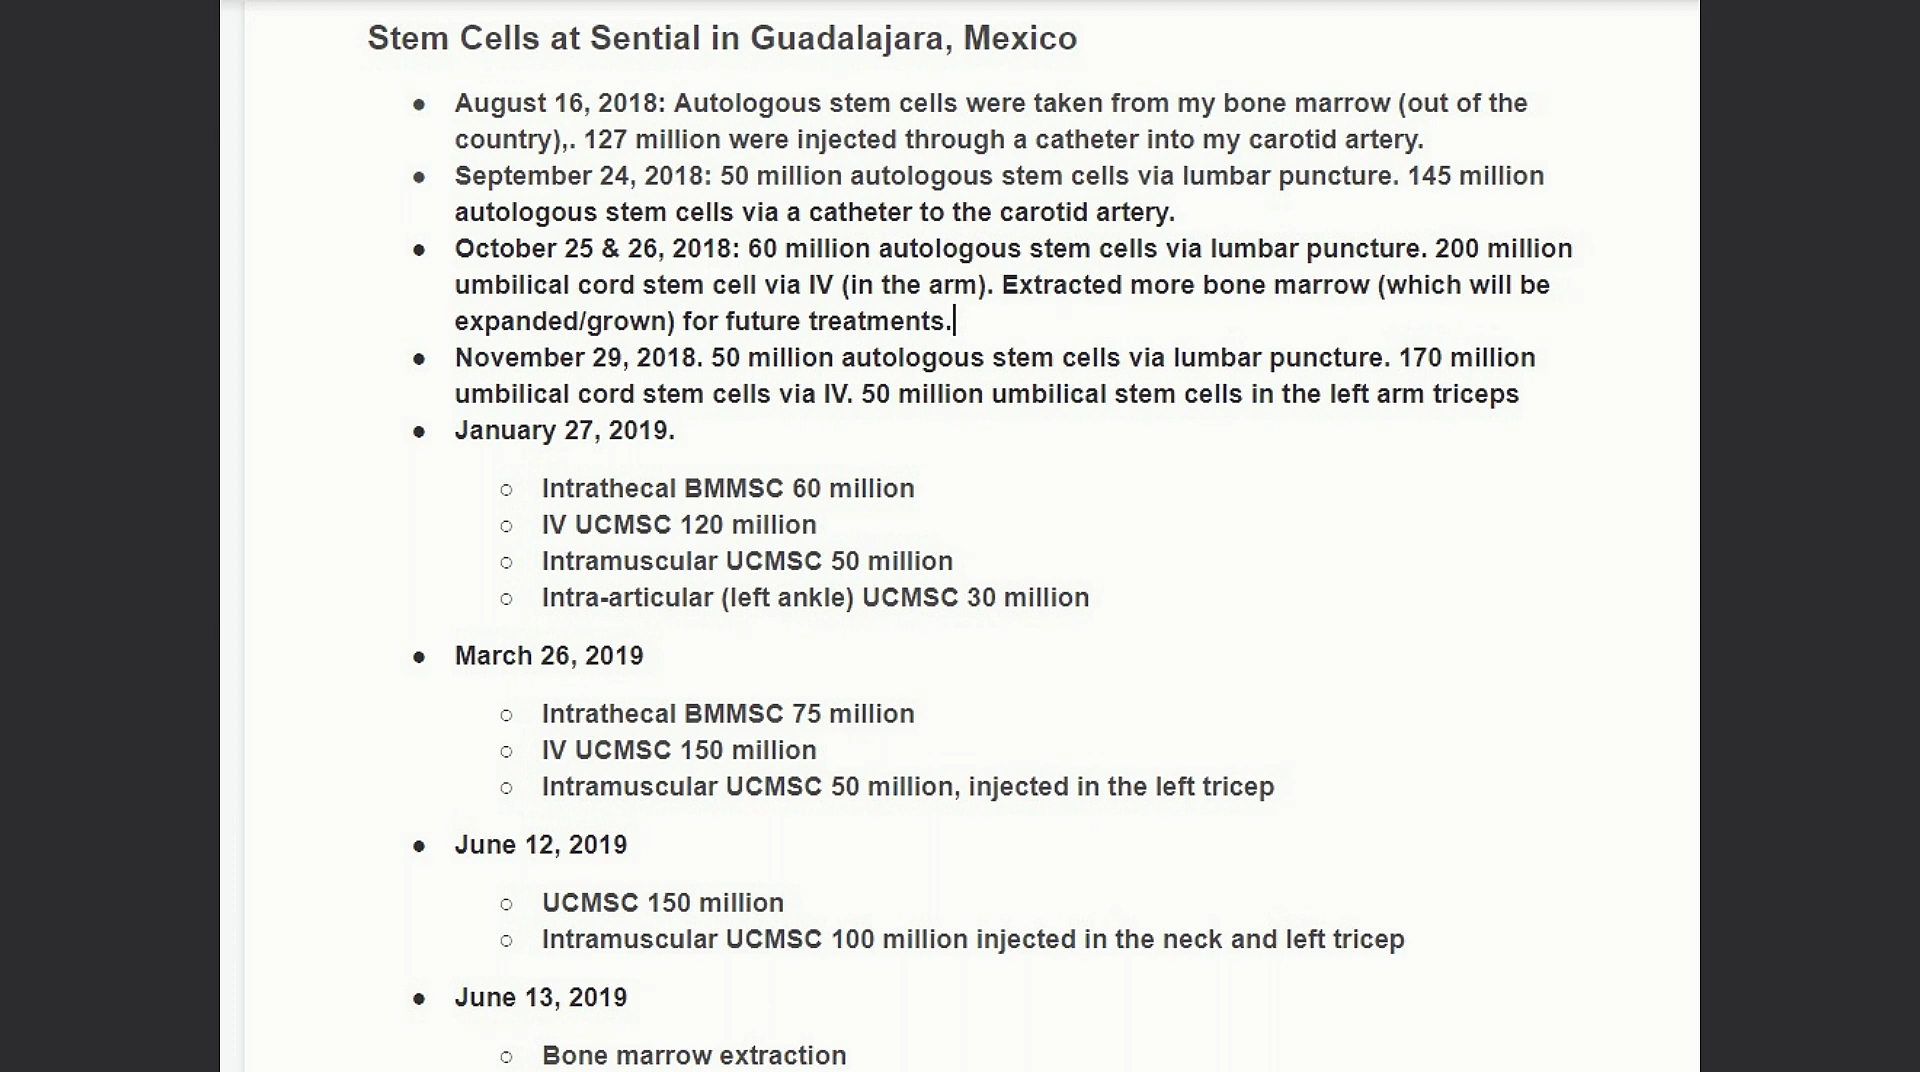 Stem Cells at Sential in Guadalajara, Mexico
● August 16, 2018: Autologous stem cells were taken from my bone marrow (out of the
country),. 127 million were injected through a catheter into my carotid artery.
● September 24, 2018: 50 million autologous stem cells via lumbar puncture. 145 million
autologous stem cells via a catheter to the carotid artery.
● October 25 & 26, 2018: 60 million autologous stem cells via lumbar puncture. 200 million
umbilical cord stem cell via IV (in the arm). Extracted more bone marrow (which will be
expanded/grown) for future treatments.
● November 29, 2018. 50 million autologous stem cells via lumbar puncture. 170 million
umbilical cord stem cells via IV. 50 million umbilical stem cells in the left arm triceps
● January 27, 2019.
○ Intrathecal BMMSC 60 million
○ IV UCMSC 120 million
○ Intramuscular UCMSC 50 million
○ Intra-articular (left ankle) UCMSC 30 million
● March 26, 2019
○ Intrathecal BMMSC 75 million
○ IV UCMSC 150 million
○ Intramuscular UCMSC 50 million, injected in the left tricep
● June 12, 2019
○ UCMSC 150 million
○ Intramuscular UCMSC 100 million injected in the neck and left tricep
● June 13, 2019
○ Bone marrow extraction